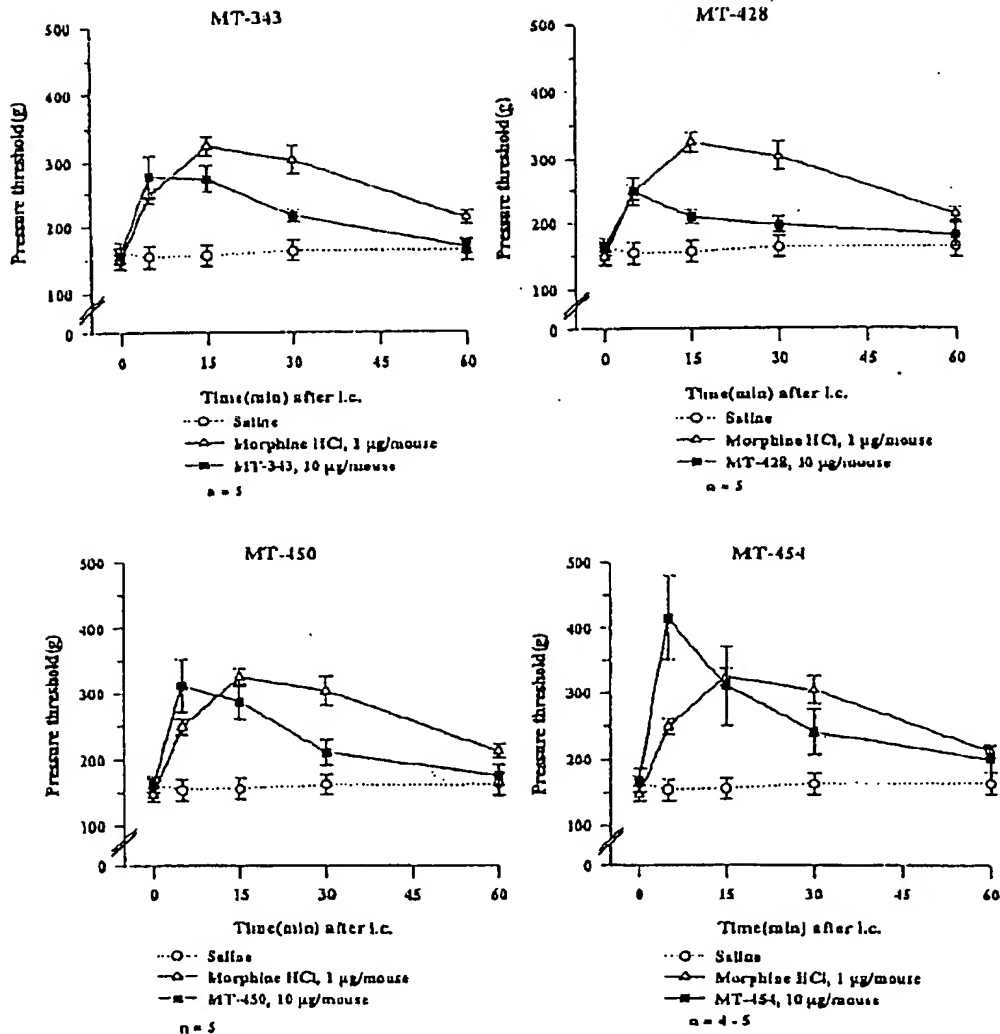 MT-343
500
400
300
200
100
0
Pressure threshold (g)
0 15 30 45 60
Time(min) after i.c.
Saline
Morphine HCl, 1 µg/mouse
MT-343, 10 µg/mouse
n = 5
MT-428
500
400
300
200
100
0
Pressure threshold (g)
0 15 30 45 60
Time(min) after i.c.
Saline
Morphine HCl, 1 µg/mouse
MT-428, 10 µg/mouse
n = 5
MT-450
500
400
300
200
100
0
Pressure threshold (g)
0 15 30 45 60
Time(min) after i.c.
Saline
Morphine HCl, 1 µg/mouse
MT-450, 10 µg/mouse
n = 5
MT-454
500
400
300
200
100
0
Pressure threshold (g)
0 15 30 45 60
Time(min) after i.c.
Saline
Morphine HCl, 1 µg/mouse
MT-454, 10 µg/mouse
n = 4 - 5